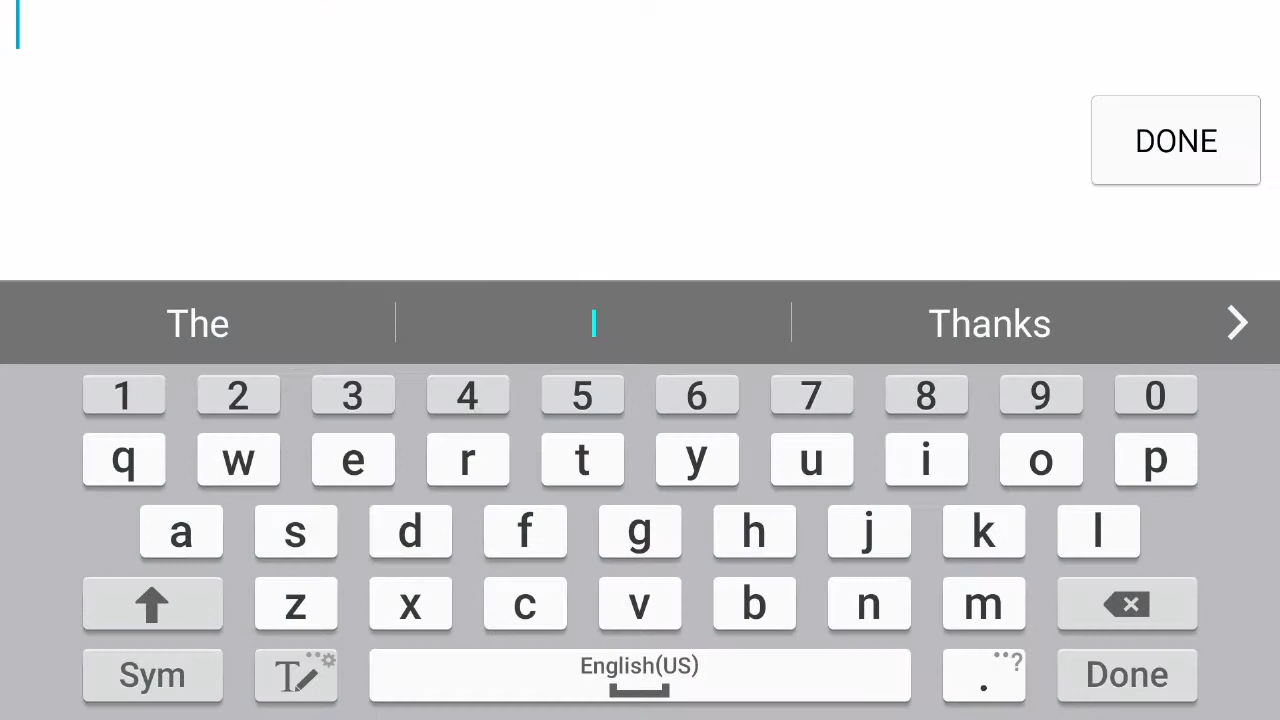 DONE
The I Thanks
1 2 3 4 5 6 7 8 9 0
q w e r t y u i o p
a s d f g h j k l
z x c v b n m
Sym T English(US) . ? Done